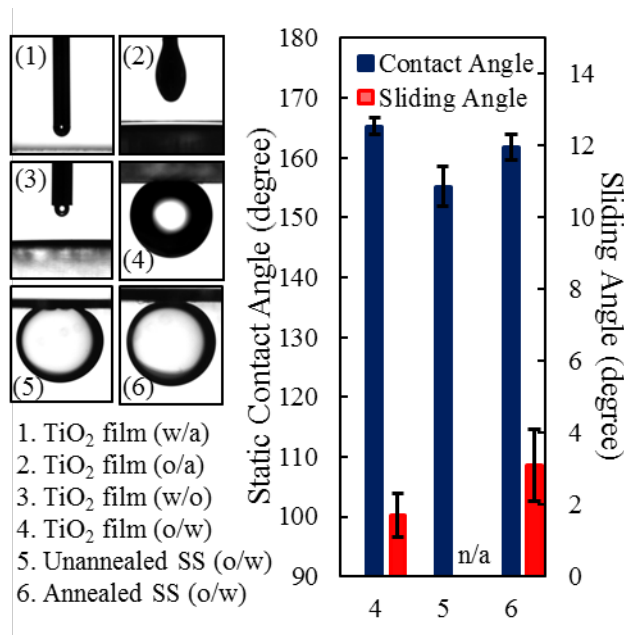 (1)
(2)
(3)
(4)
(5)
(6)
1. TiO₂ film (w/a)
2. TiO₂ film (o/a)
3. TiO₂ film (w/o)
4. TiO₂ film (o/w)
5. Unannealed SS (o/w)
6. Annealed SS (o/w)
Static Contact Angle (degree)
180
170
160
150
140
130
120
110
100
90
Contact Angle
Sliding Angle
n/a
4
5
6
14
12
10
8
6
4
2
0
Sliding Angle
(degree)